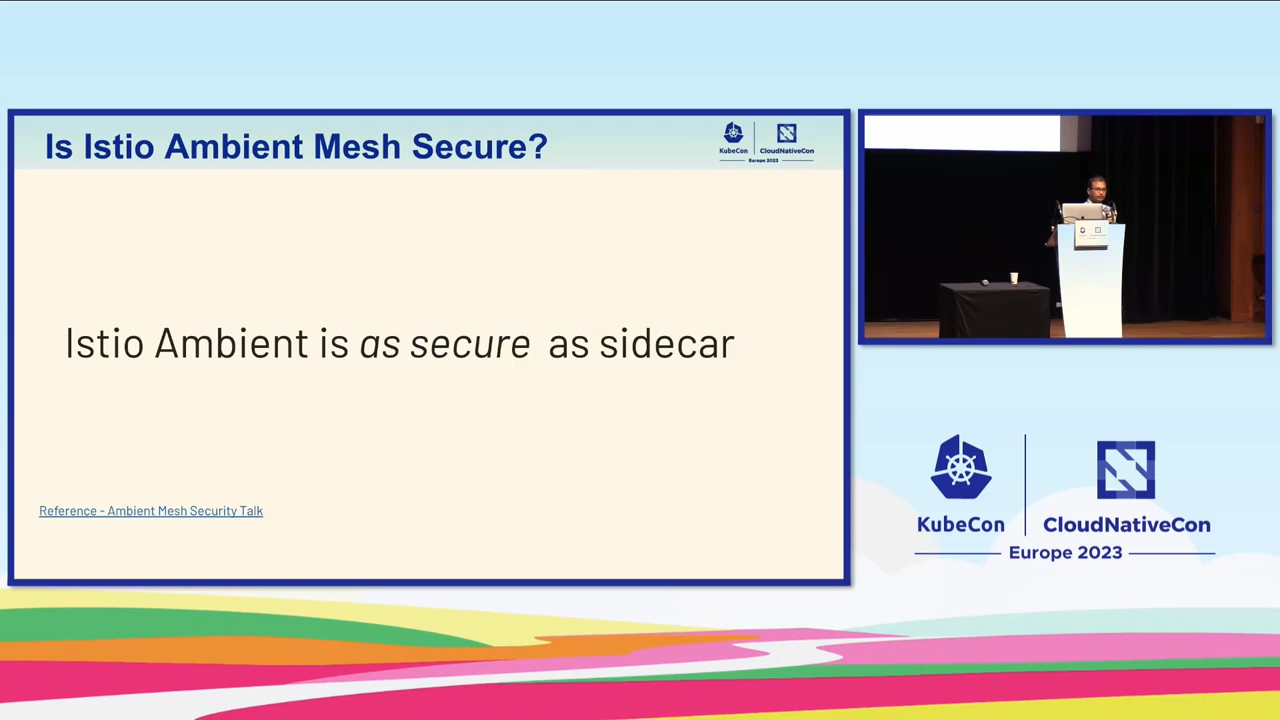 Is Istio Ambient Mesh Secure?
KubeCon
CloudNativeCon
Europe 2023
Istio Ambient is as secure as sidecar
Reference - Ambient Mesh Security Talk
KubeCon
CloudNativeCon
Europe 2023